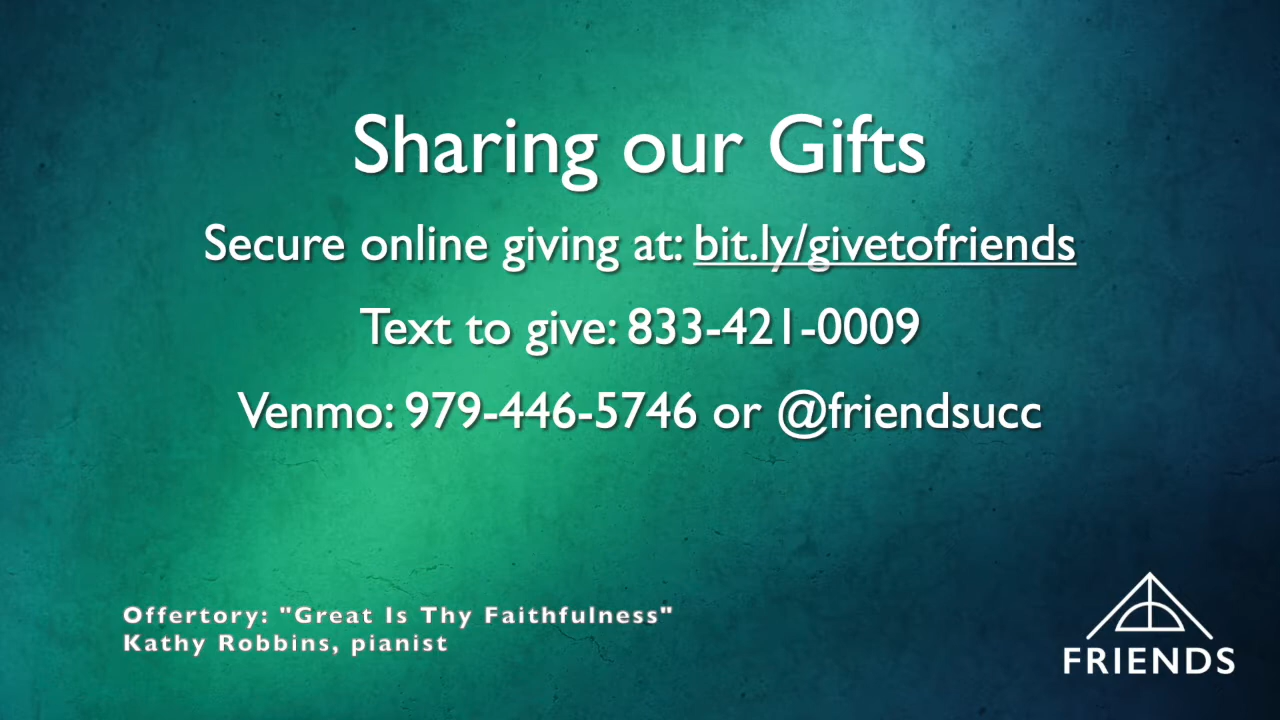 Sharing our Gifts
Secure online giving at: bit.ly/givetofriends
Text to give: 833-421-0009
Venmo: 979-446-5746 or @friendsucc
Offertory: "Great Is Thy Faithfulness"
Kathy Robbins, pianist
FRIENDS